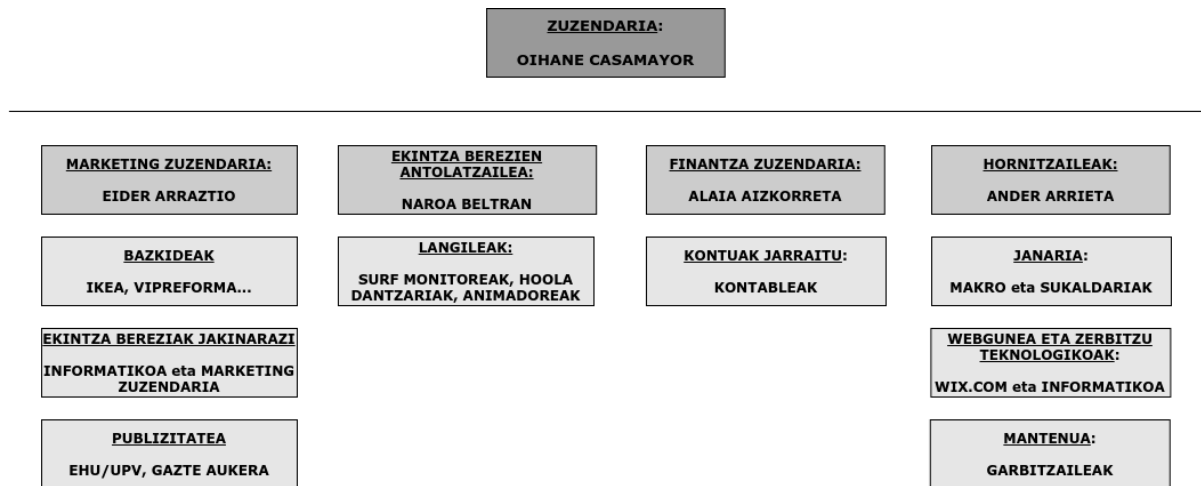 ZUZENDARIA:
OIHANE CASAMAYOR
MARKETING ZUZENDARIA:
EIDER ARRAZTIO
EKINTZA BEREZIEN
ANTOLATZAILEA:
NAROA BELTRAN
FINANTZA ZUZENDARIA:
ALAIA AIZKORRETA
HORNITZAILEAK:
ANDER ARRIETA
BAZKIDEAK
IKEA, VIPREFORMA...
LANGILEAK:
SURF MONITOREAK, HOOLA
DANTZARIAK, ANIMADOREAK
KONTUAK JARRAITU:
KONTABLEAK
JANARIA:
MAKRO eta SUKALDARIAK
EKINTZA BEREZIAK JAKINARAZI
INFORMATIKOA eta MARKETING
ZUZENDARIA
WEBGUNEA ETA ZERBITZU
TEKNOLOGIKOAK:
WIX.COM eta INFORMATIKOA
PUBLIZITATEA
EHU/UPV, GAZTE AUKERA
MANTENUA:
GARBITZAILEAK